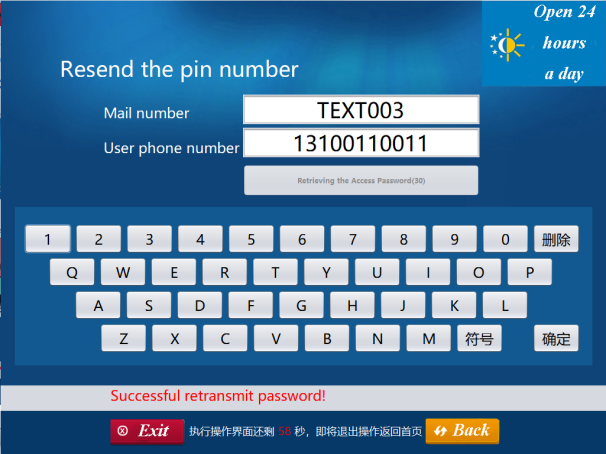 Open 24
hours
a day
Resend the pin number
Mail number
TEXT003
User phone number
13100110011
Retrieving the Access Password(30)
1 2 3 4 5 6 7 8 9 0 删除
Q W E R T Y U I O P
A S D F G H J K L
Z X C V B N M 符号 确定
Successful retransmit password!
Exit 执行操作界面还剩 58 秒，即将退出操作返回首页 Back